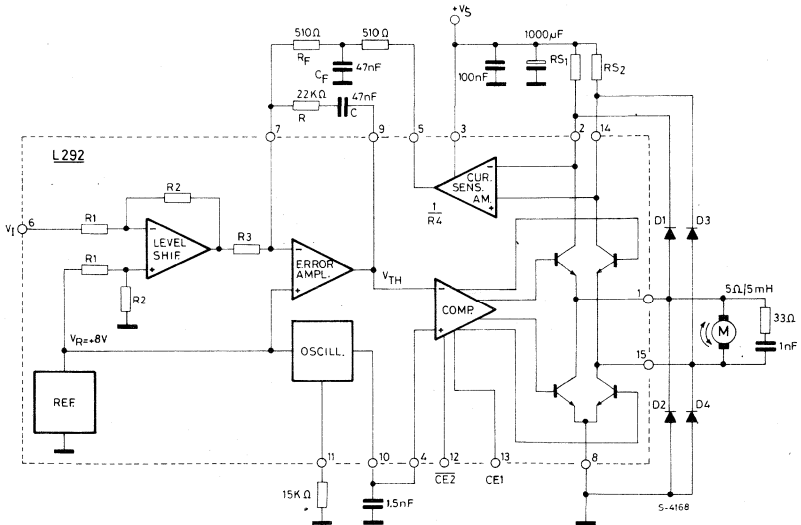 +VS
510Ω
510Ω
1000µF
RF
CF
47nF
100nF
RS1
RS2
22KΩ
47nF
R
C
7
9
5
3
2
14
L292
CUR.
SENS.
AM.
R2
1
R4
VI
6
R1
LEVEL
SHIF.
R3
D1
D3
R1
ERROR
AMPL.
VTH
R2
COMP.
1
5Ω/5mH
M
33Ω
1nF
VR=+8V
OSCILL.
15
REF.
D2
D4
11
10
4
12
13
8
CE2
CE1
15KΩ
1,5nF
S-4168